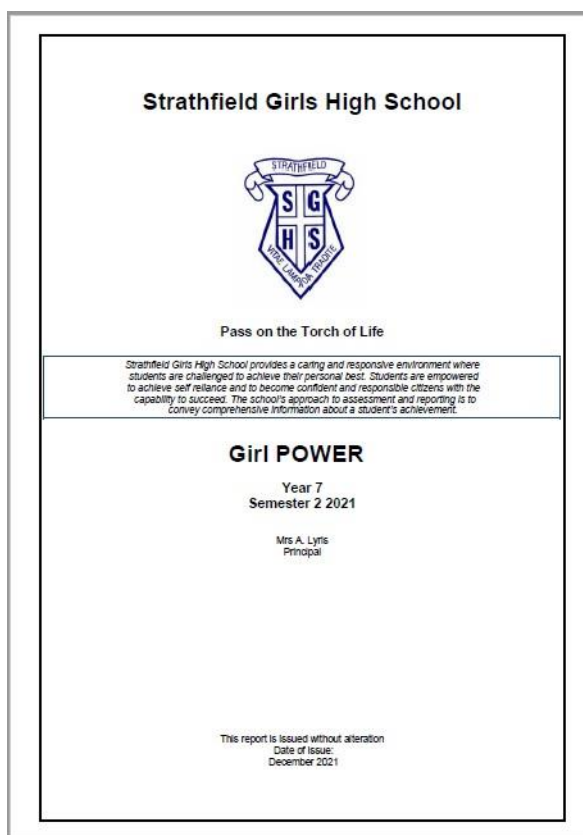 Strathfield Girls High School
STRATHFIELD
S G
H S
VITAE LAMPADA TRADITE
Pass on the Torch of Life
Strathfield Girls High School provides a caring and responsive environment where
students are challenged to achieve their personal best. Students are empowered
to achieve self reliance and to become confident and responsible citizens with the
capability to succeed. The school's approach to assessment and reporting is to
convey comprehensive information about a student's achievement.
Girl POWER
Year 7
Semester 2 2021
Mrs A. Lyris
Principal
This report is issued without alteration
Date of Issue:
December 2021